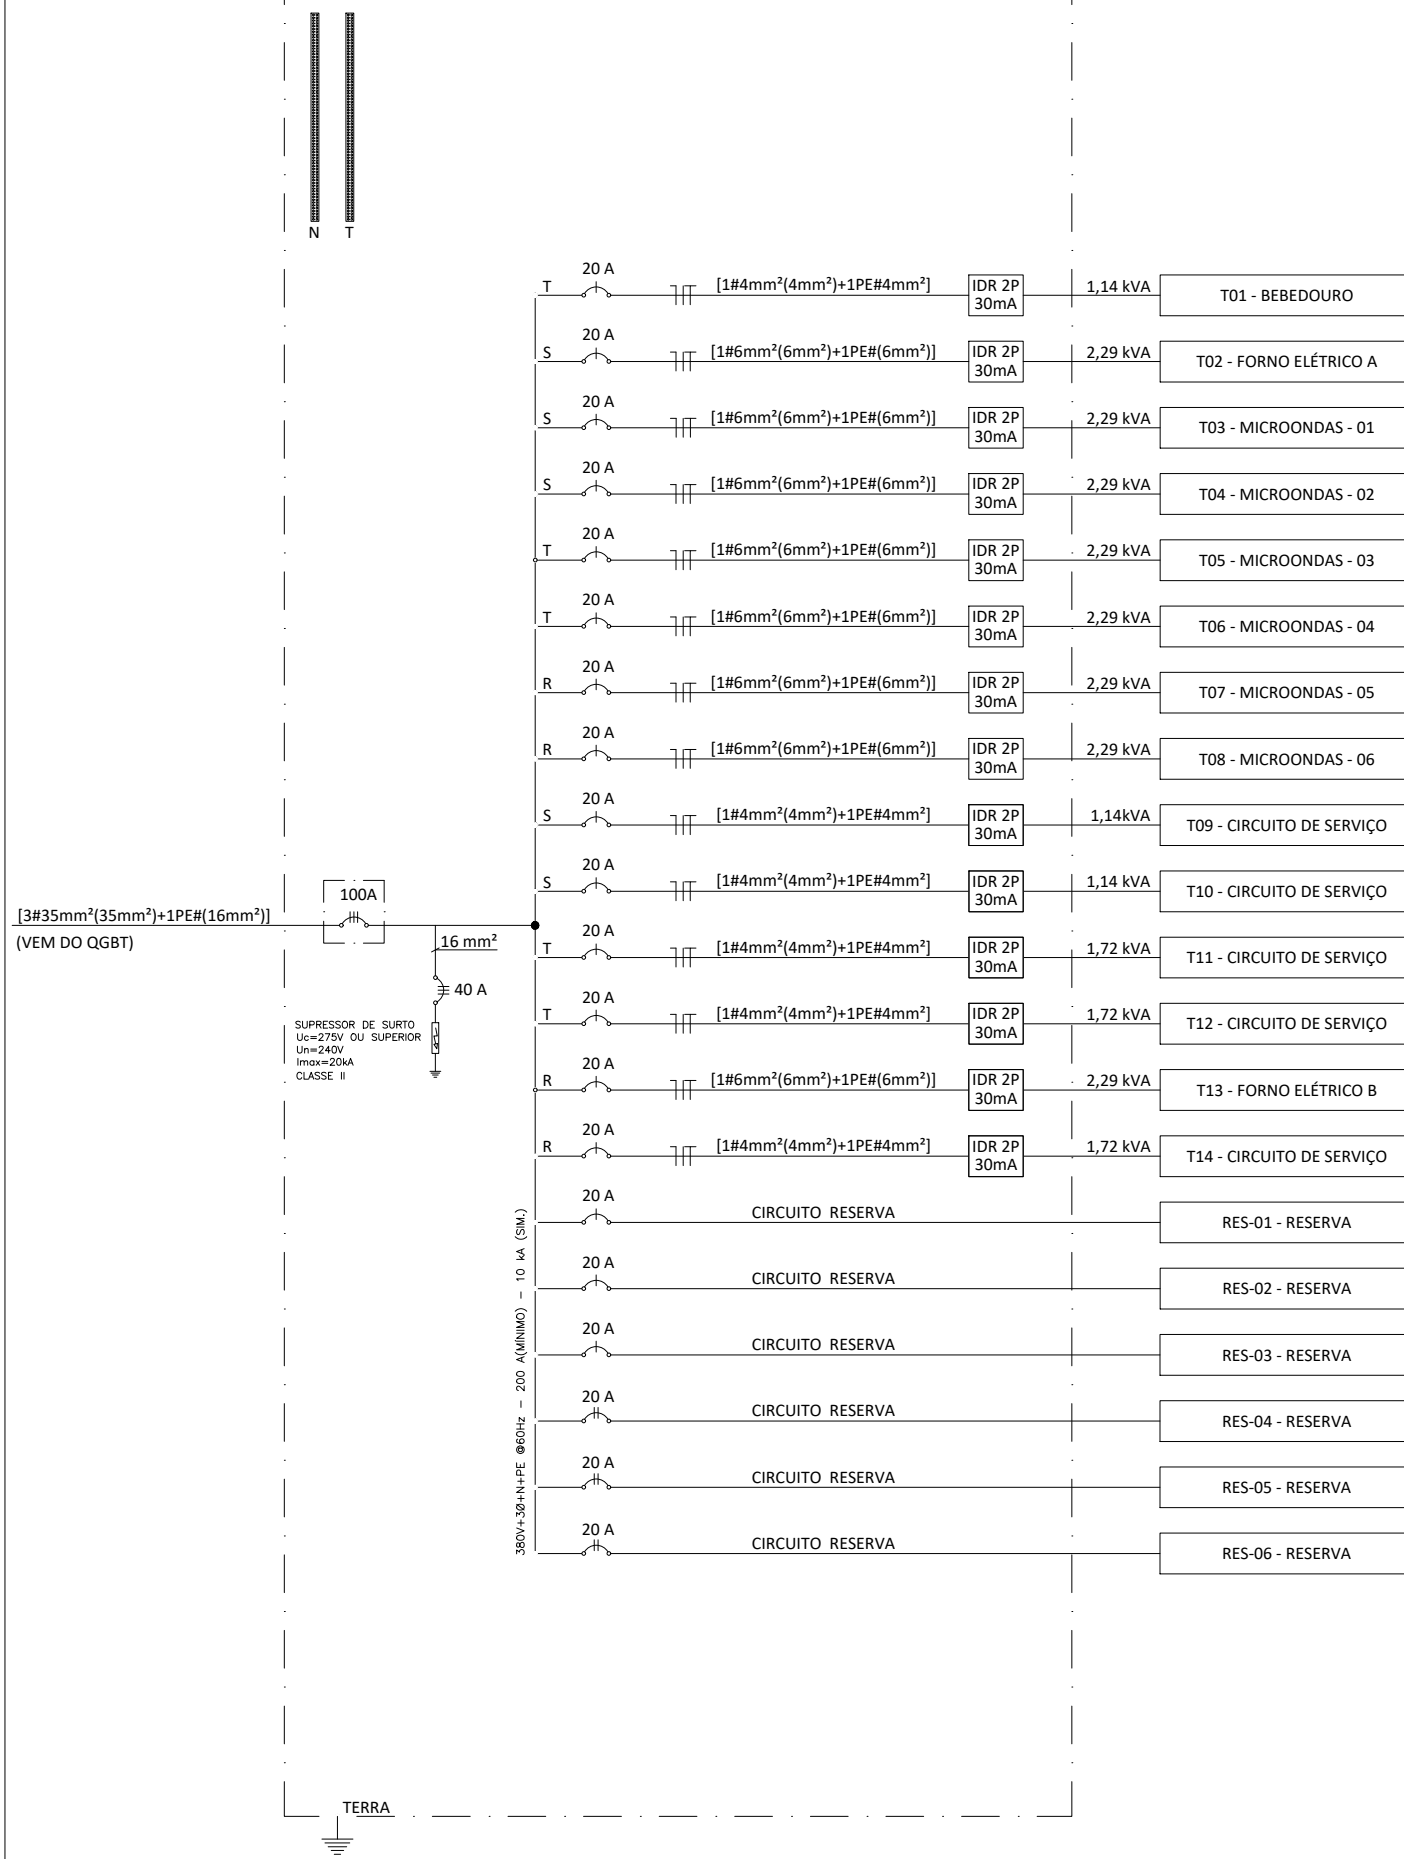 N T
20 A
T [1#4mm²(4mm²)+1PE#4mm²] IDR 2P 30mA 1,14 kVA T01 - BEBEDOURO
20 A
S [1#6mm²(6mm²)+1PE#(6mm²)] IDR 2P 30mA 2,29 kVA T02 - FORNO ELÉTRICO A
20 A
S [1#6mm²(6mm²)+1PE#(6mm²)] IDR 2P 30mA 2,29 kVA T03 - MICROONDAS - 01
20 A
S [1#6mm²(6mm²)+1PE#(6mm²)] IDR 2P 30mA 2,29 kVA T04 - MICROONDAS - 02
20 A
T [1#6mm²(6mm²)+1PE#(6mm²)] IDR 2P 30mA 2,29 kVA T05 - MICROONDAS - 03
20 A
T [1#6mm²(6mm²)+1PE#(6mm²)] IDR 2P 30mA 2,29 kVA T06 - MICROONDAS - 04
20 A
R [1#6mm²(6mm²)+1PE#(6mm²)] IDR 2P 30mA 2,29 kVA T07 - MICROONDAS - 05
20 A
R [1#6mm²(6mm²)+1PE#(6mm²)] IDR 2P 30mA 2,29 kVA T08 - MICROONDAS - 06
20 A
S [1#4mm²(4mm²)+1PE#4mm²] IDR 2P 30mA 1,14kVA T09 - CIRCUITO DE SERVIÇO
20 A
S [1#4mm²(4mm²)+1PE#4mm²] IDR 2P 30mA 1,14 kVA T10 - CIRCUITO DE SERVIÇO
100A
[3#35mm²(35mm²)+1PE#(16mm²)]
(VEM DO QGBT)
16 mm²
40 A
SUPRESSOR DE SURTO
Uc=275V OU SUPERIOR
Un=240V
Imax=20kA
CLASSE II
20 A
T [1#4mm²(4mm²)+1PE#4mm²] IDR 2P 30mA 1,72 kVA T11 - CIRCUITO DE SERVIÇO
20 A
T [1#4mm²(4mm²)+1PE#4mm²] IDR 2P 30mA 1,72 kVA T12 - CIRCUITO DE SERVIÇO
20 A
R [1#6mm²(6mm²)+1PE#(6mm²)] IDR 2P 30mA 2,29 kVA T13 - FORNO ELÉTRICO B
20 A
R [1#4mm²(4mm²)+1PE#4mm²] IDR 2P 30mA 1,72 kVA T14 - CIRCUITO DE SERVIÇO
380V+3Ø+N+PE @60Hz - 200 A(MÍNIMO) - 10 kA (SIM.)
20 A
CIRCUITO RESERVA RES-01 - RESERVA
20 A
CIRCUITO RESERVA RES-02 - RESERVA
20 A
CIRCUITO RESERVA RES-03 - RESERVA
20 A
CIRCUITO RESERVA RES-04 - RESERVA
20 A
CIRCUITO RESERVA RES-05 - RESERVA
20 A
CIRCUITO RESERVA RES-06 - RESERVA
TERRA